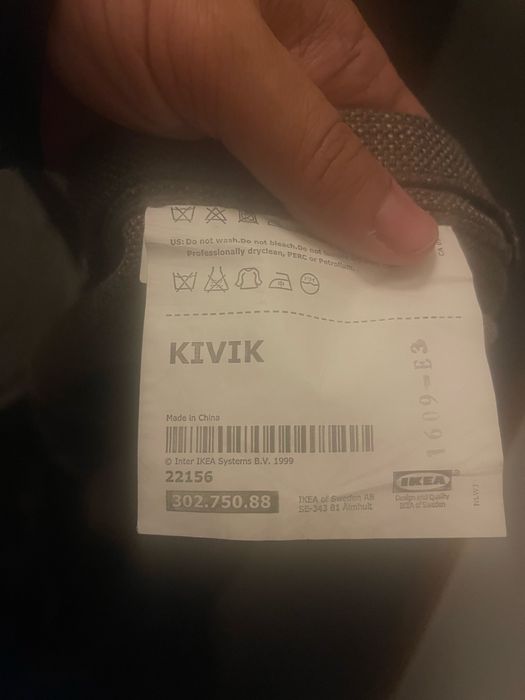 US: Do not wash.Do not bleach.Do not
Professionally dryclean, PERC or Petroleum.
KIVIK
1609-E3
Made in China
© Inter IKEA Systems B.V. 1999
22156
302.750.88
IKEA of Sweden AB
SE-343 81 Älmhult
IKEA
Design and Quality
IKEA of Sweden
CA